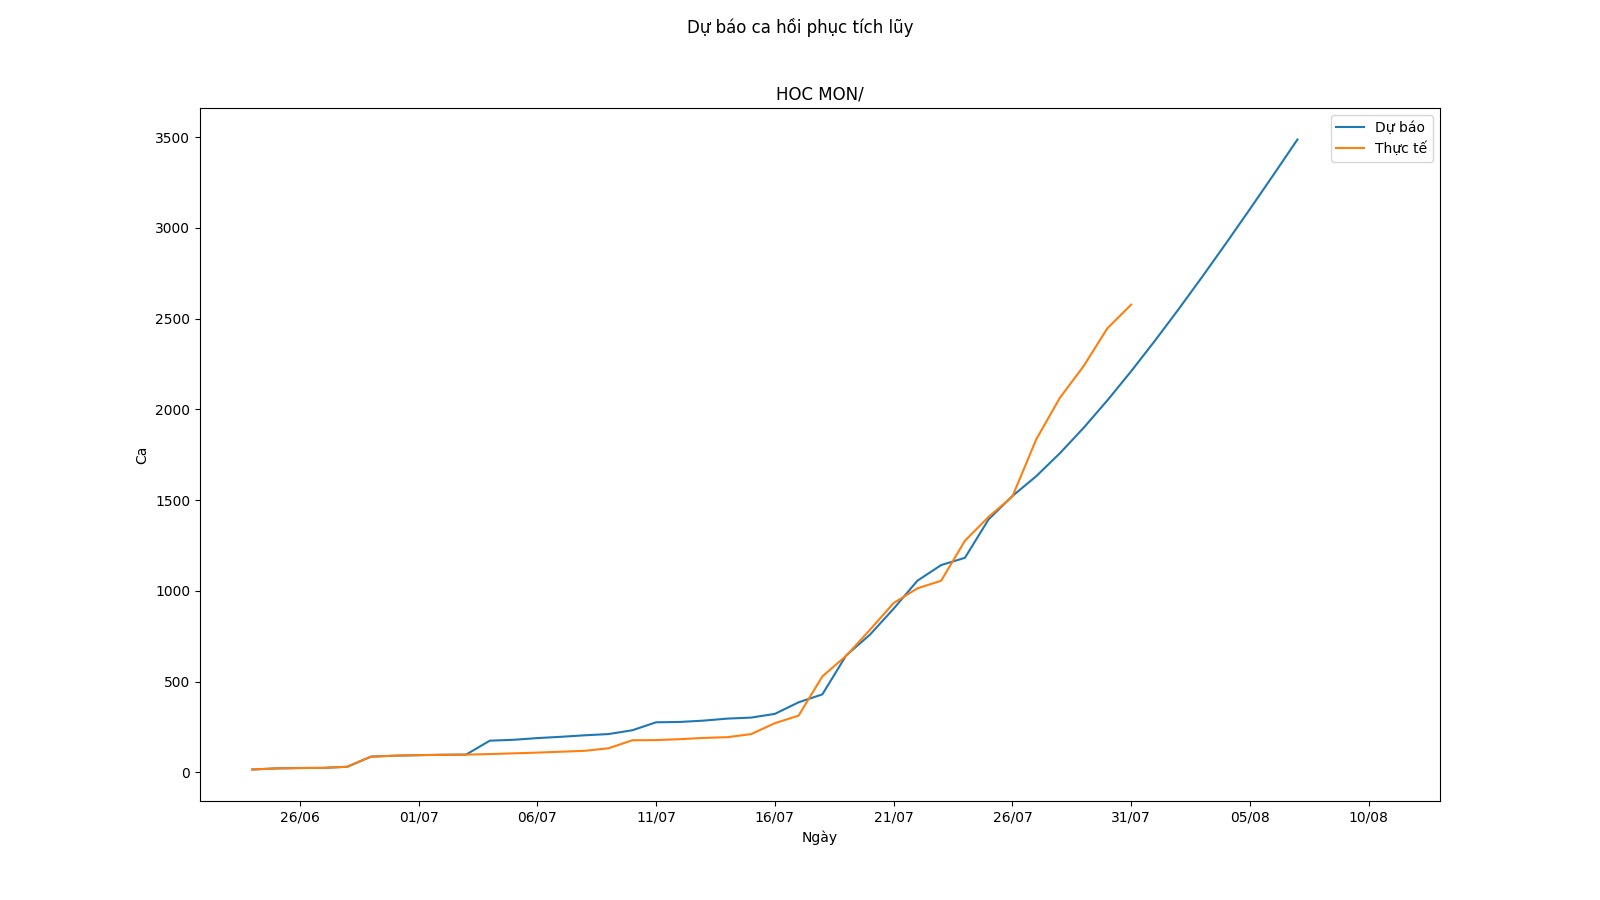 Dự báo ca hồi phục tích lũy
HOC MON/
Dự báo
Thực tế
3500
3000
2500
2000
1500
1000
500
0
Ca
26/06 01/07 06/07 11/07 16/07 21/07 26/07 31/07 05/08 10/08
Ngày